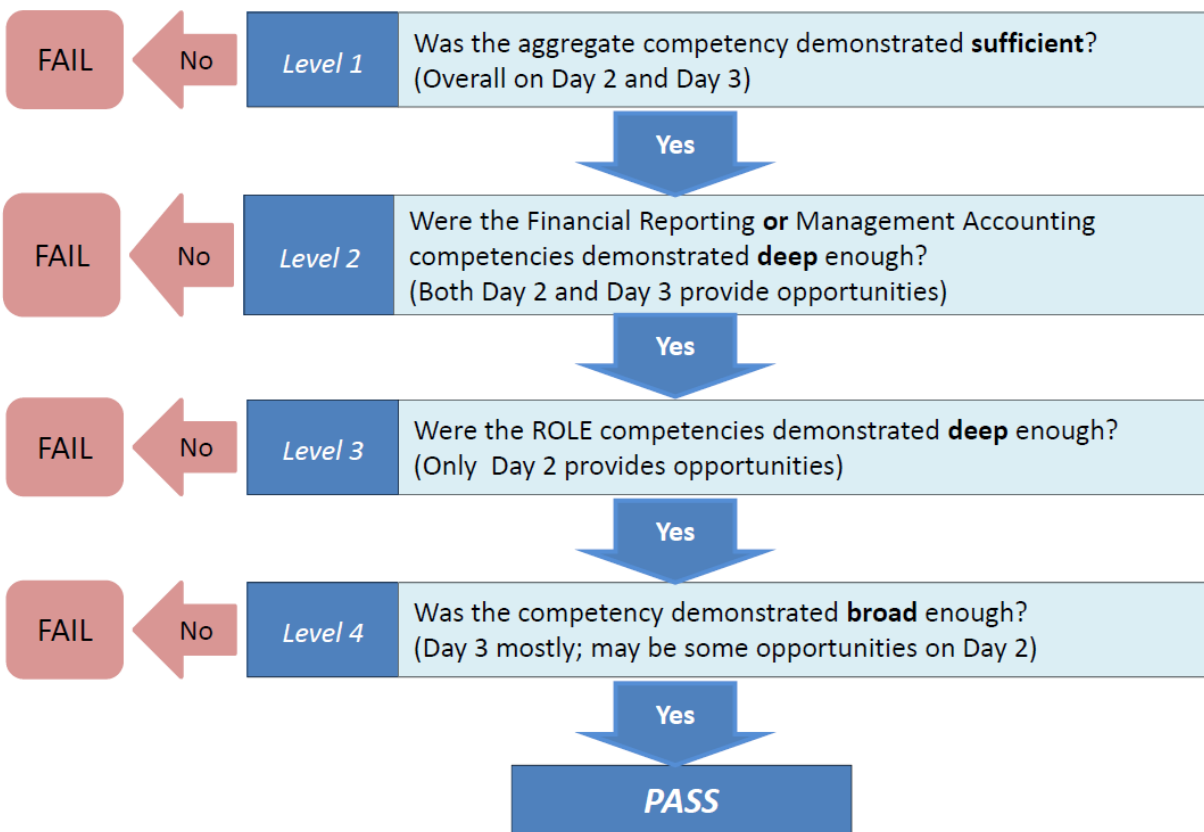 FAIL
No
Level 1
Was the aggregate competency demonstrated sufficient?
(Overall on Day 2 and Day 3)
Yes
FAIL
No
Level 2
Were the Financial Reporting or Management Accounting
competencies demonstrated deep enough?
(Both Day 2 and Day 3 provide opportunities)
Yes
FAIL
No
Level 3
Were the ROLE competencies demonstrated deep enough?
(Only Day 2 provides opportunities)
Yes
FAIL
No
Level 4
Was the competency demonstrated broad enough?
(Day 3 mostly; may be some opportunities on Day 2)
Yes
PASS